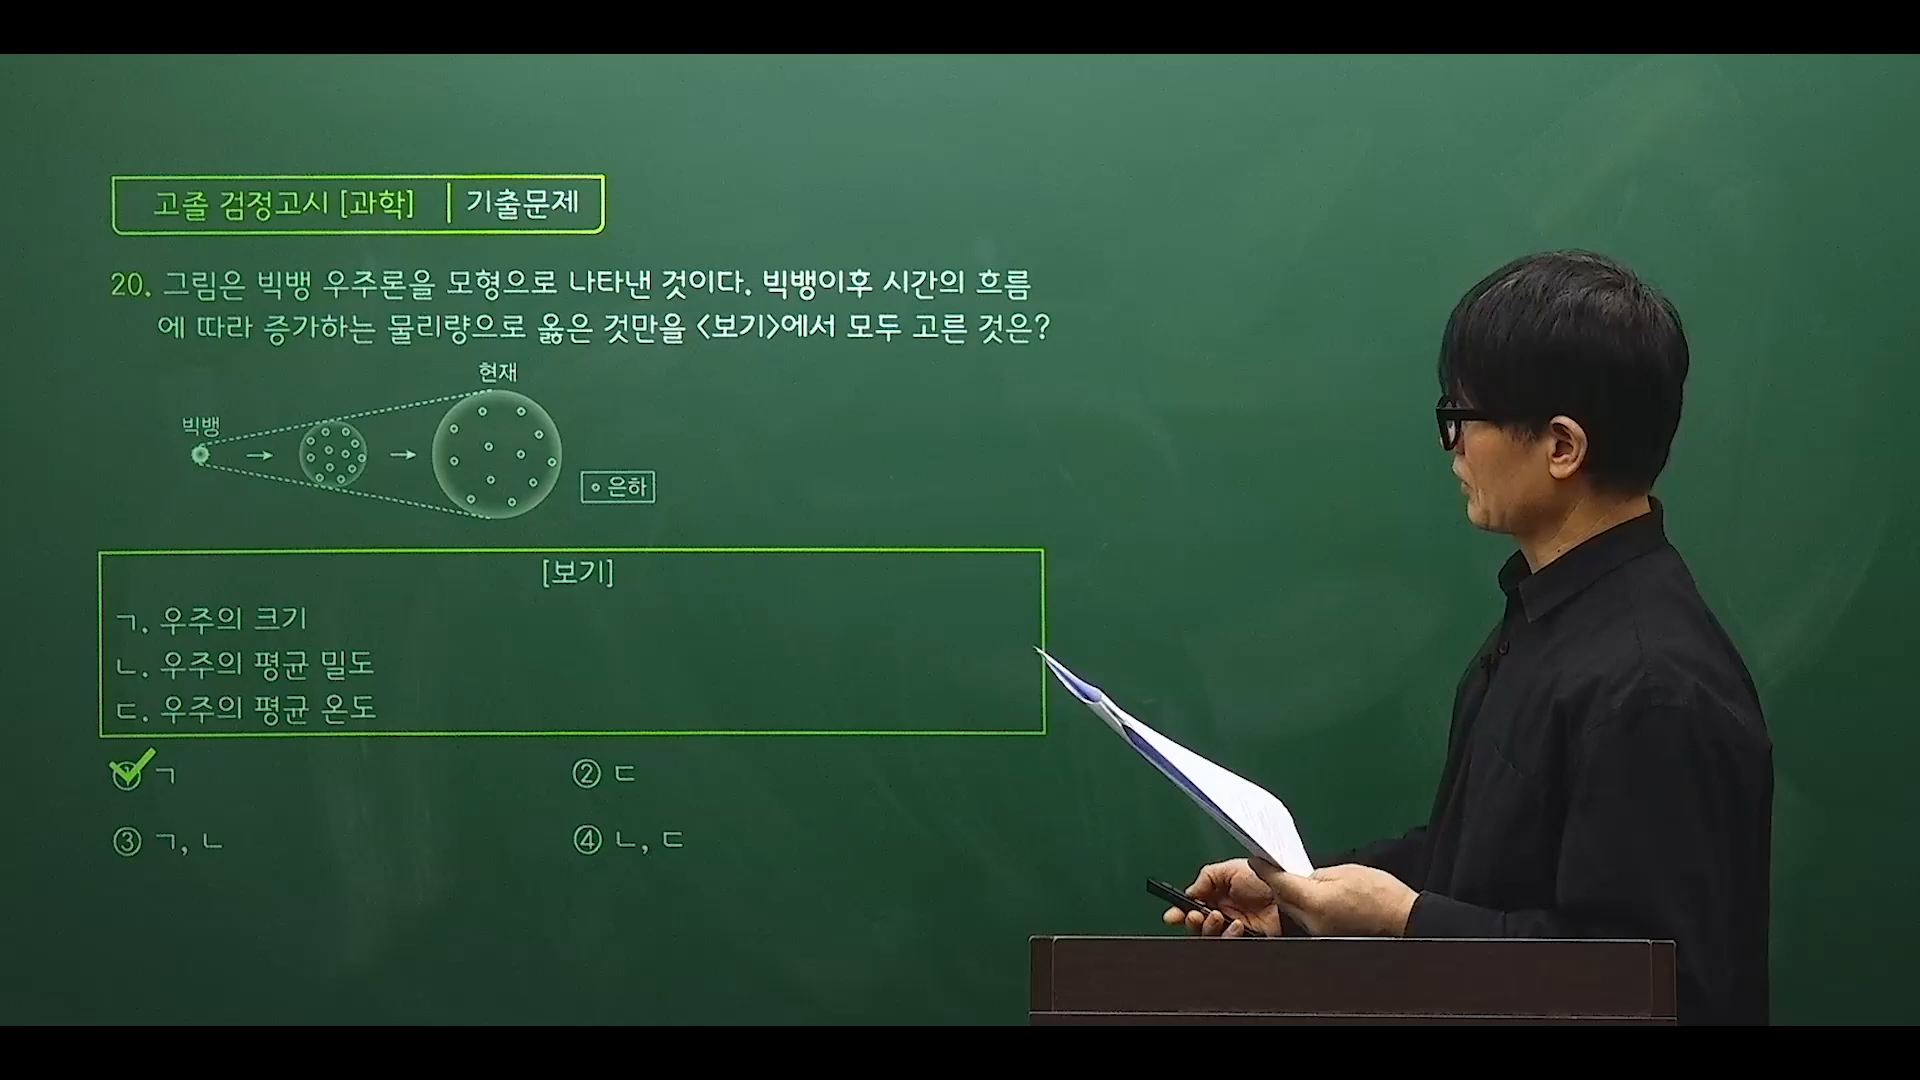 고졸 검정고시 [과학] 기출문제
20. 그림은 빅뱅 우주론을 모형으로 나타낸 것이다. 빅뱅이후 시간의 흐름
에 따라 증가하는 물리량으로 옳은 것만을 <보기>에서 모두 고른 것은?
현재
빅뱅
은하
[보기]
ㄱ. 우주의 크기
ㄴ. 우주의 평균 밀도
ㄷ. 우주의 평균 온도
① ㄱ ② ㄷ
③ ㄱ, ㄴ ④ ㄴ, ㄷ